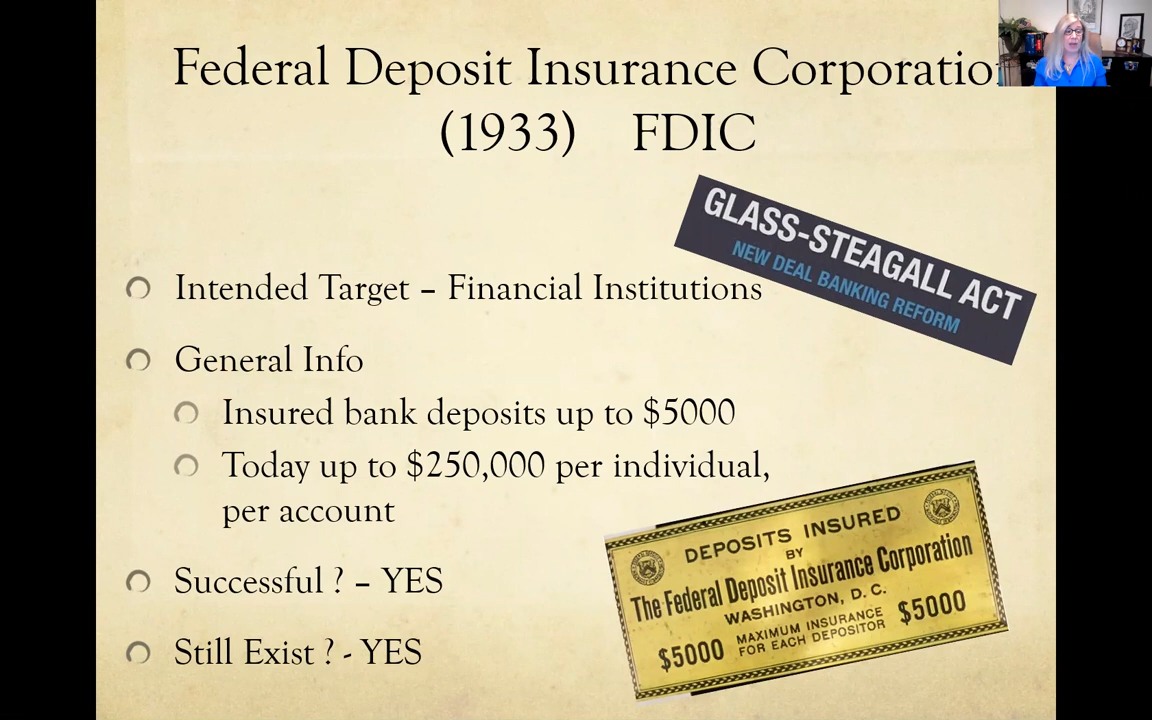 Federal Deposit Insurance Corporatio
(1933) FDIC
GLASS-STEAGALL ACT
NEW DEAL BANKING REFORM
Intended Target – Financial Institutions
General Info
Insured bank deposits up to $5000
Today up to $250,000 per individual,
per account
Successful ? – YES
Still Exist ? - YES
DEPOSITS INSURED
BY
The Federal Deposit Insurance Corporation
WASHINGTON, D. C.
$5000 MAXIMUM INSURANCE FOR EACH DEPOSITOR $5000